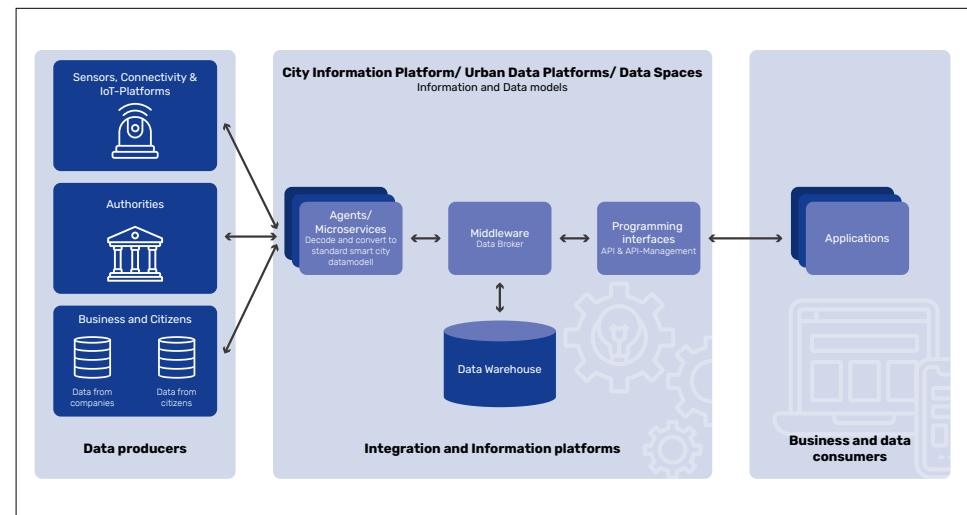 Sensors, Connectivity &
IoT-Platforms
Authorities
Business and Citizens
Data from
companies
Data from
citizens
Data producers
City Information Platform/ Urban Data Platforms/ Data Spaces
Information and Data models
Agents/
Microservices
Decode and convert to
standard smart city
datamodell
Middleware
Data Broker
Programming
interfaces
API & API-Management
Data Warehouse
Integration and Information platforms
Applications
Business and data
consumers